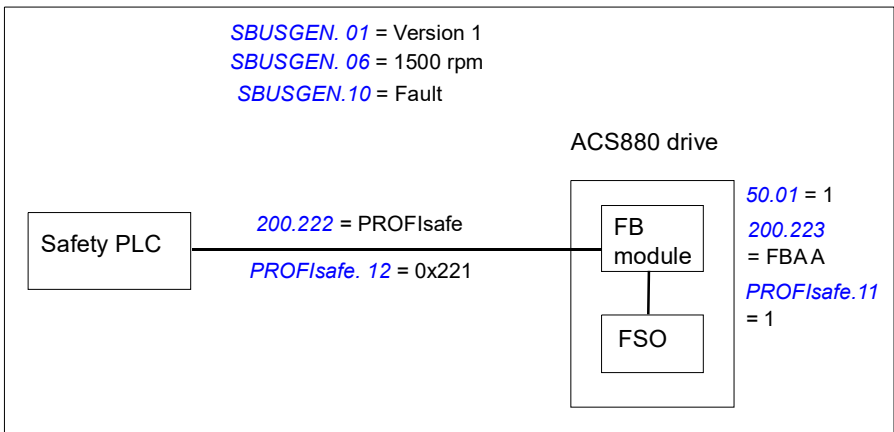 SBUSGEN. 01 = Version 1
SBUSGEN. 06 = 1500 rpm
SBUSGEN.10 = Fault
ACS880 drive
Safety PLC
200.222 = PROFIsafe
PROFIsafe. 12 = 0x221
FB
module
FSO
50.01 = 1
200.223
= FBA A
PROFIsafe.11
= 1